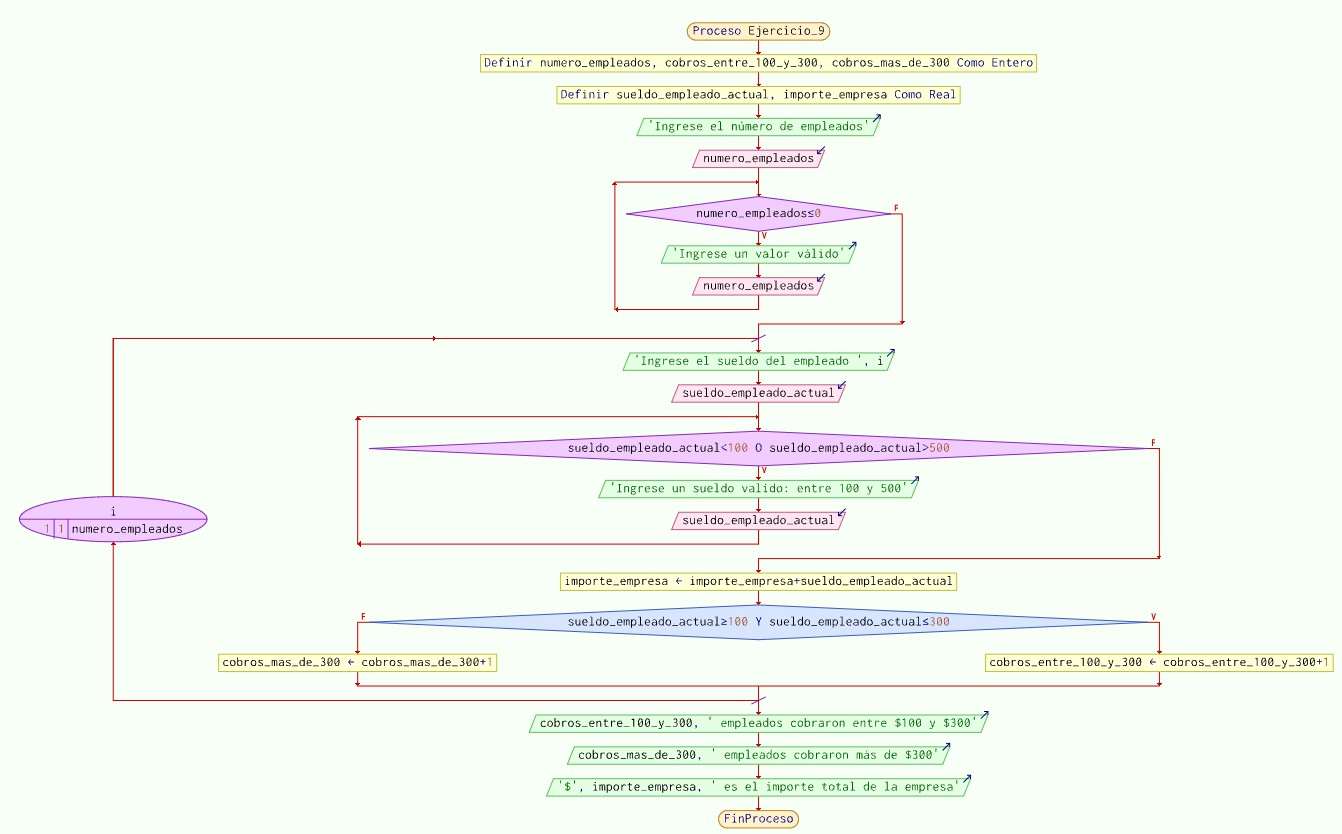 Proceso Ejercicio_9
Definir numero_empleados, cobros_entre_100_y_300, cobros_mas_de_300 Como Entero
Definir sueldo_empleado_actual, importe_empresa Como Real
'Ingrese el número de empleados'
numero_empleados
numero_empleados≤0
F
V
'Ingrese un valor válido'
numero_empleados
'Ingrese el sueldo del empleado ', i
sueldo_empleado_actual
sueldo_empleado_actual<100 O sueldo_empleado_actual>500
F
V
'Ingrese un sueldo valido: entre 100 y 500'
i
1 1 numero_empleados
sueldo_empleado_actual
importe_empresa ← importe_empresa+sueldo_empleado_actual
F
sueldo_empleado_actual≥100 Y sueldo_empleado_actual≤300
V
cobros_mas_de_300 ← cobros_mas_de_300+1
cobros_entre_100_y_300 ← cobros_entre_100_y_300+1
cobros_entre_100_y_300, ' empleados cobraron entre $100 y $300'
cobros_mas_de_300, ' empleados cobraron más de $300'
'$', importe_empresa, ' es el importe total de la empresa'
FinProceso